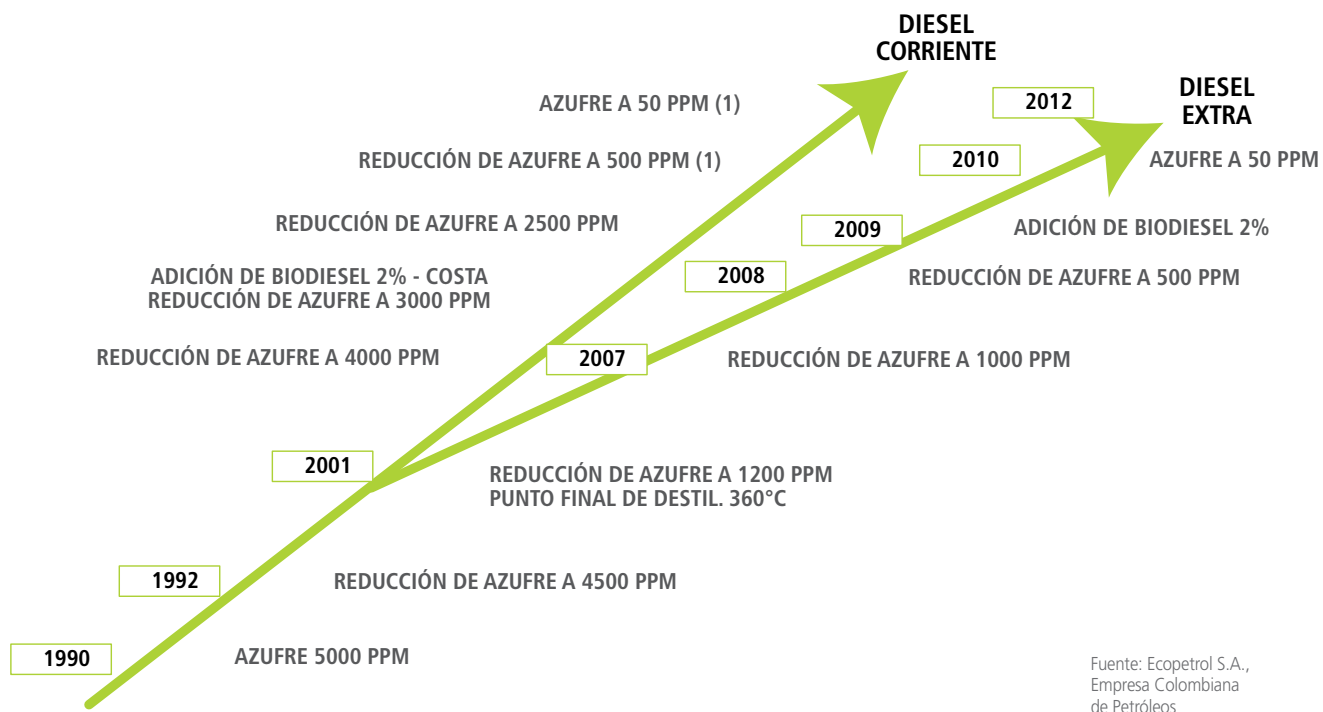 DIESEL
CORRIENTE
DIESEL
EXTRA
2012
AZUFRE A 50 PPM (1)
2010
AZUFRE A 50 PPM
REDUCCIÓN DE AZUFRE A 500 PPM (1)
2009
ADICIÓN DE BIODIESEL 2%
REDUCCIÓN DE AZUFRE A 2500 PPM
2008
REDUCCIÓN DE AZUFRE A 500 PPM
ADICIÓN DE BIODIESEL 2% - COSTA
REDUCCIÓN DE AZUFRE A 3000 PPM
REDUCCIÓN DE AZUFRE A 4000 PPM
2007
REDUCCIÓN DE AZUFRE A 1000 PPM
2001
REDUCCIÓN DE AZUFRE A 1200 PPM
PUNTO FINAL DE DESTIL. 360°C
1992
REDUCCIÓN DE AZUFRE A 4500 PPM
1990
AZUFRE 5000 PPM
Fuente: Ecopetrol S.A.,
Empresa Colombiana
de Petróleos